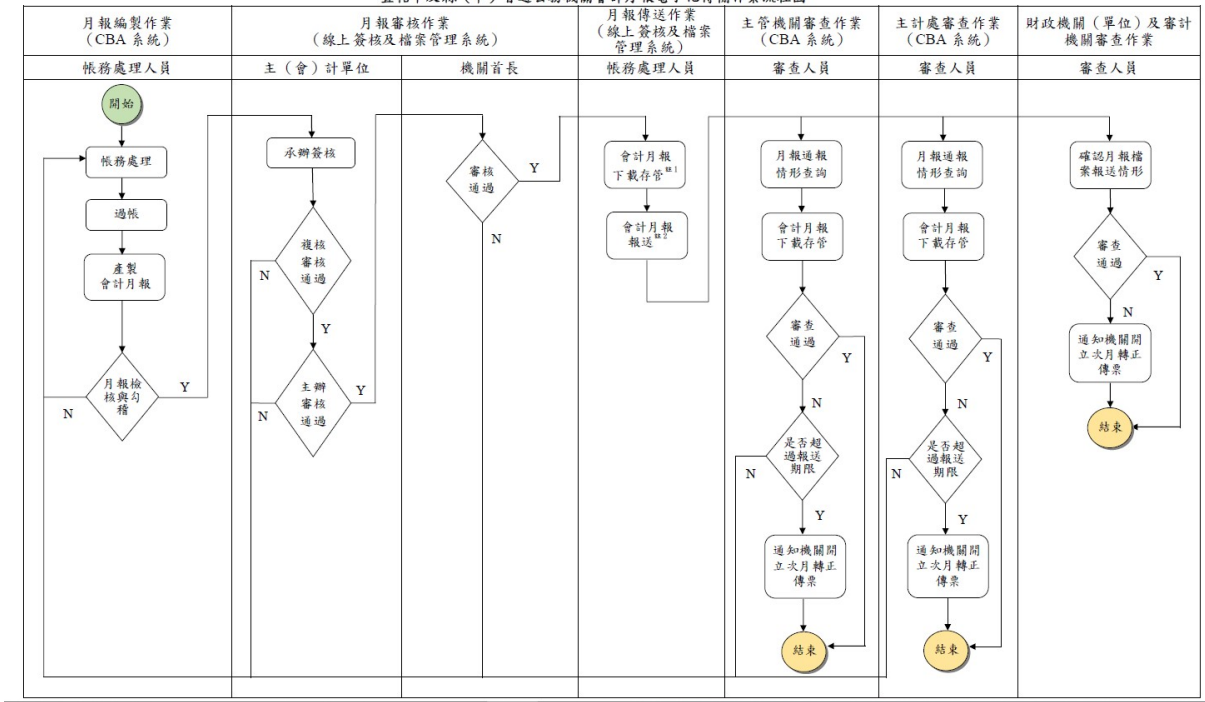 月報編製作業
(CBA 系統)
月報審核作業
(線上簽核及檔案管理系統)
月報傳送作業
(線上簽核及檔案
管理系統)
主管機關審查作業
(CBA 系統)
主計處審查作業
(CBA 系統)
財政機關(單位)及審計
機關審查作業
帳務處理人員
主(會)計單位
機關首長
帳務處理人員
審查人員
審查人員
審查人員
開始
帳務處理
過帳
產製
會計月報
月報檢
核與勾
稽
Y
N
承辦簽核
複核
審核
通過
N
Y
主辦
審核
通過
Y
N
審核
通過
Y
N
會計月報
下載存管註1
會計月報
報送註2
月報通報
情形查詢
會計月報
下載存管
審查
通過
Y
N
是否超
過報送
期限
N
Y
通知機關開
立次月轉正
傳票
結束
月報通報
情形查詢
會計月報
下載存管
審查
通過
Y
N
是否超
過報送
期限
N
Y
通知機關開
立次月轉正
傳票
結束
確認月報檔
案報送情形
審查
通過
Y
N
通知機關開
立次月轉正
傳票
結束